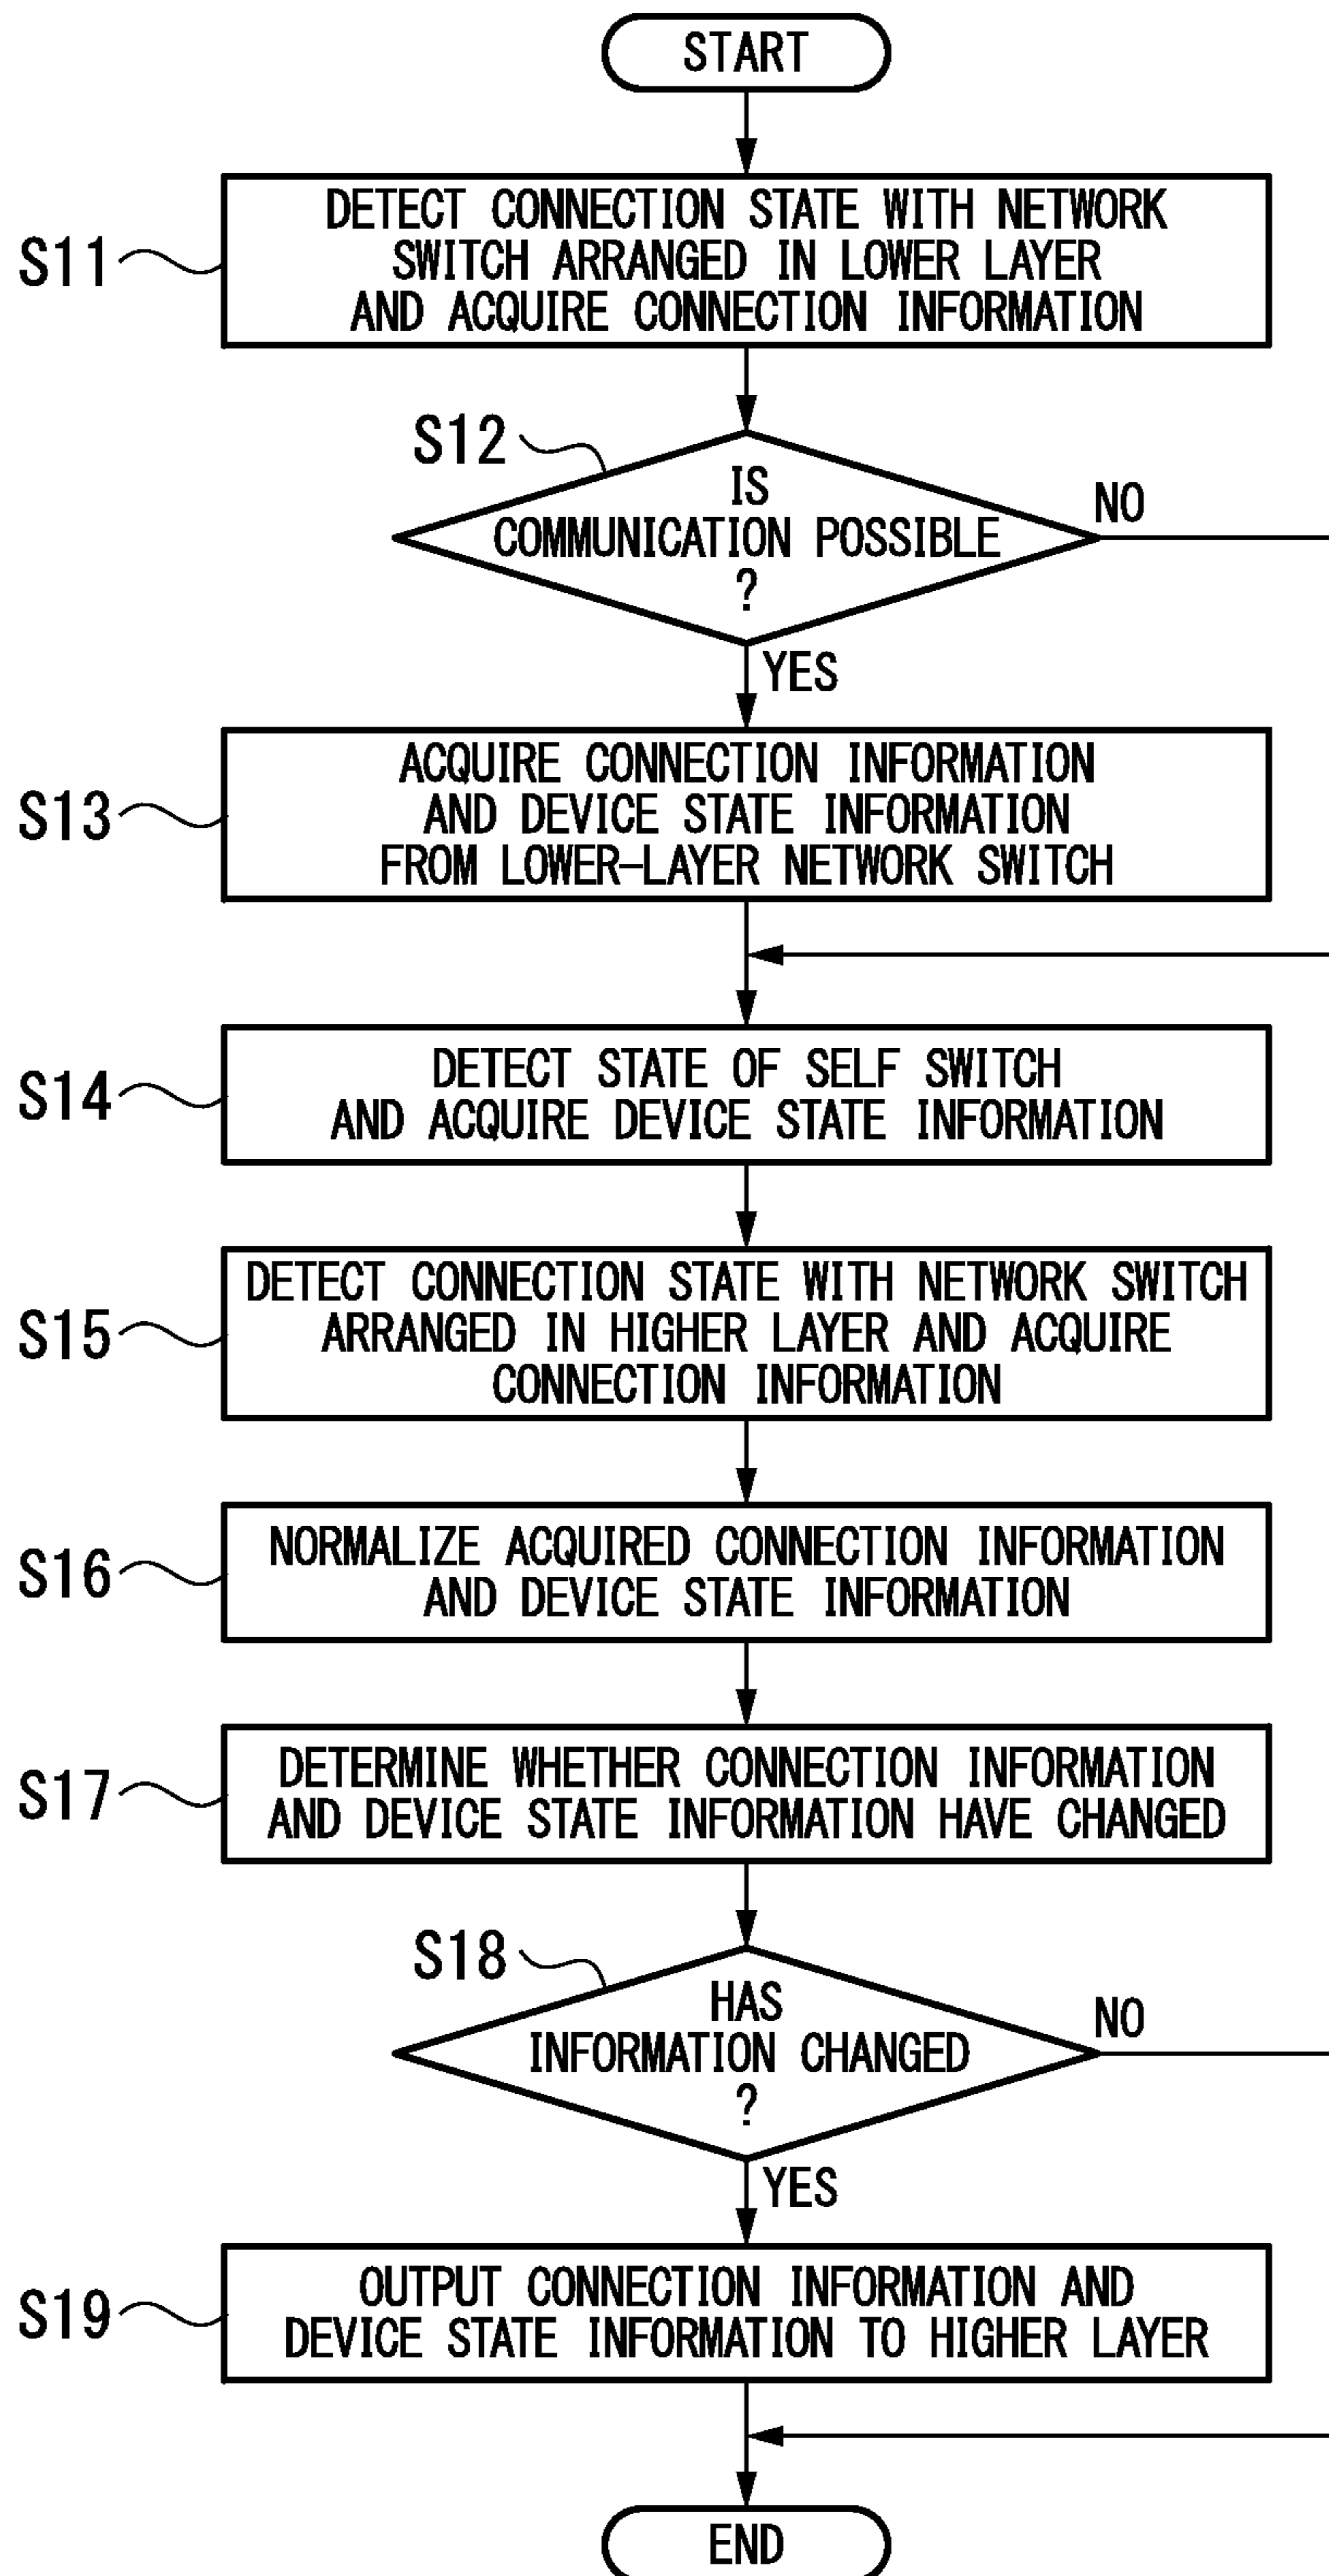 START
S11
DETECT CONNECTION STATE WITH NETWORK
SWITCH ARRANGED IN LOWER LAYER
AND ACQUIRE CONNECTION INFORMATION
S12
IS
COMMUNICATION POSSIBLE
?
NO
YES
S13
ACQUIRE CONNECTION INFORMATION
AND DEVICE STATE INFORMATION
FROM LOWER-LAYER NETWORK SWITCH
S14
DETECT STATE OF SELF SWITCH
AND ACQUIRE DEVICE STATE INFORMATION
S15
DETECT CONNECTION STATE WITH NETWORK SWITCH
ARRANGED IN HIGHER LAYER AND ACQUIRE
CONNECTION INFORMATION
S16
NORMALIZE ACQUIRED CONNECTION INFORMATION
AND DEVICE STATE INFORMATION
S17
DETERMINE WHETHER CONNECTION INFORMATION
AND DEVICE STATE INFORMATION HAVE CHANGED
S18
HAS
INFORMATION CHANGED
?
NO
YES
S19
OUTPUT CONNECTION INFORMATION AND
DEVICE STATE INFORMATION TO HIGHER LAYER
END